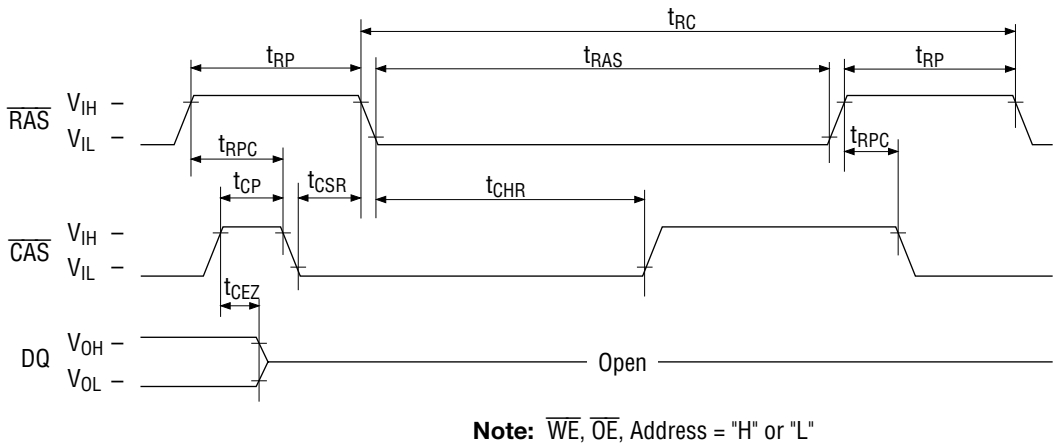 tRC
tRP
tRAS
tRP
RAS
VIH
VIL
tRPC
tRPC
tCP
tCSR
tCHR
CAS
VIH
VIL
tCEZ
DQ
VOH
VOL
Open
Note: WE, OE, Address = "H" or "L"